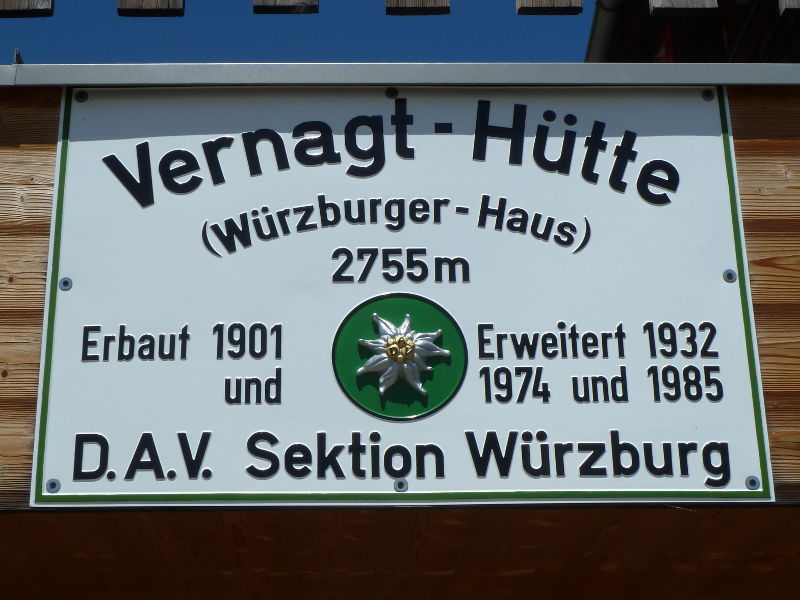 Vernagt-Hütte
(Würzburger-Haus)
2755m
Erbaut 1901 Erweitert 1932
und 1974 und 1985
D.A.V. Sektion Würzburg